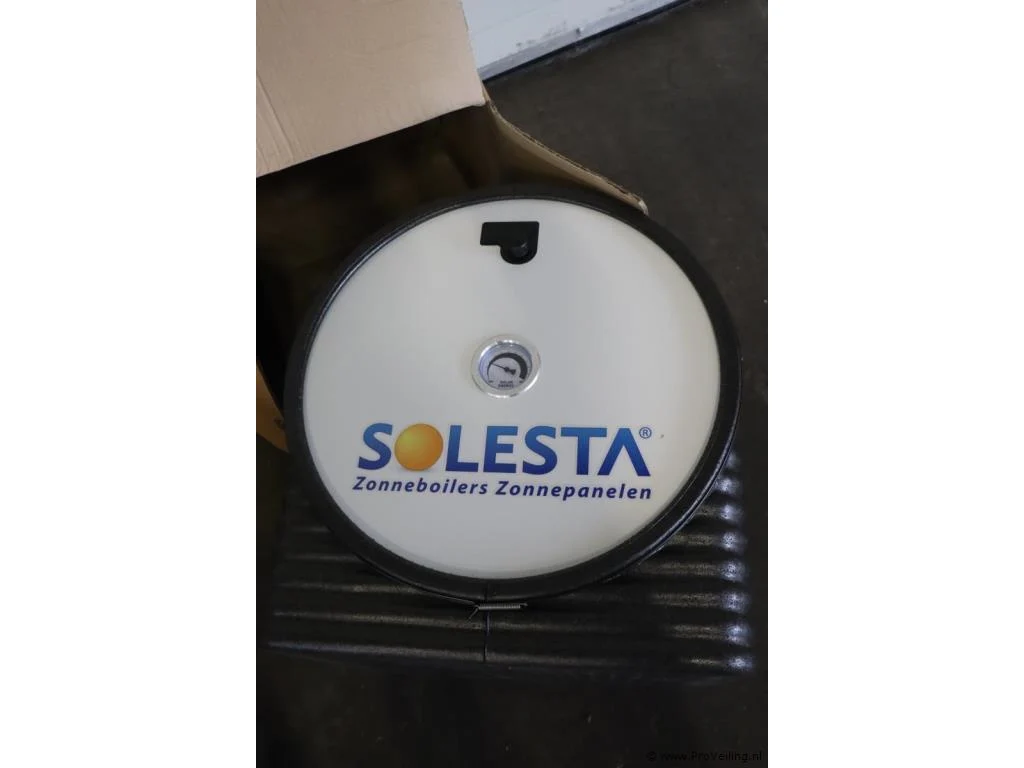 SOLESTA®
Zonneboilers Zonnepanelen
© www.ProVeiling.nl